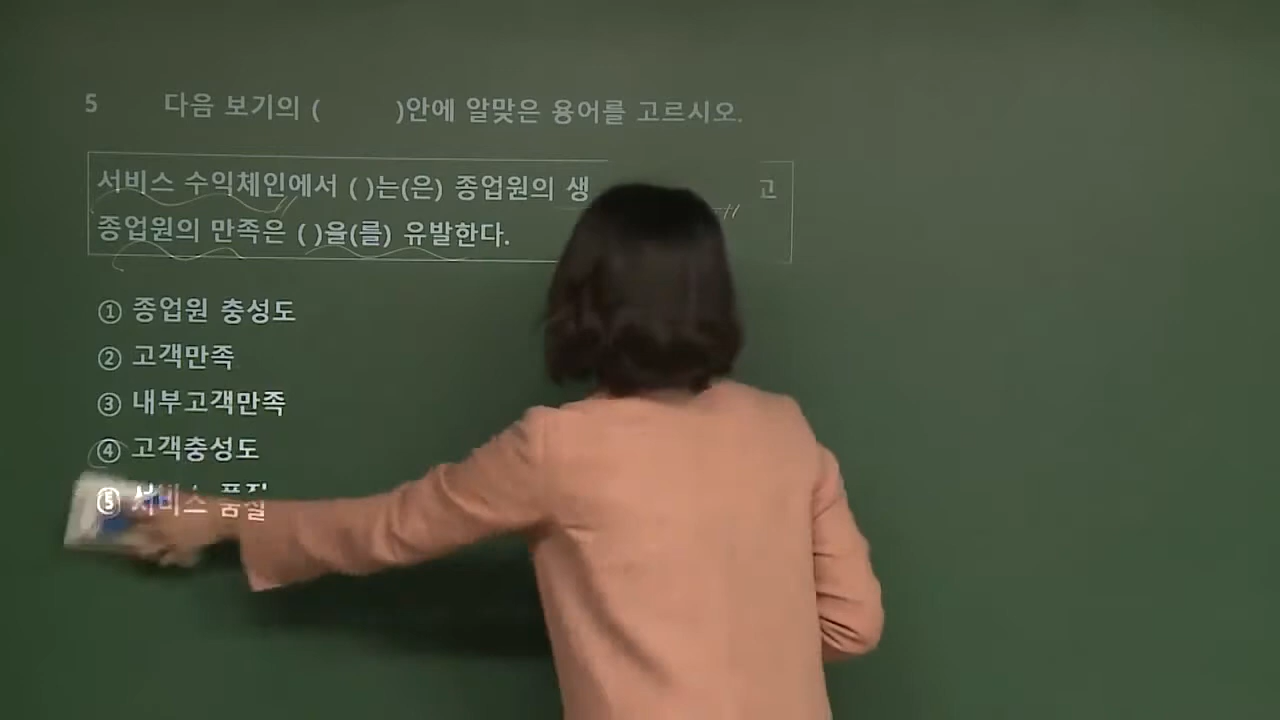 5 다음 보기의 ( )안에 알맞은 용어를 고르시오.
서비스 수익체인에서 ( )는(은) 종업원의 생 고
종업원의 만족은 ( )을(를) 유발한다.
① 종업원 충성도
② 고객만족
③ 내부고객만족
④ 고객충성도
⑤ 서비스 품질